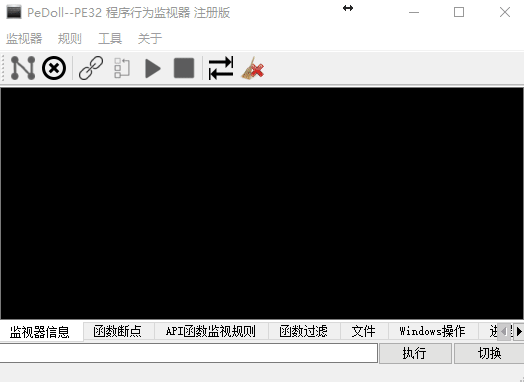 PeDoll--PE32 程序行为监视器 注册版
监视器 规则 工具 关于
监视器信息 函数断点 API函数监视规则 函数过滤 文件 Windows操作
执行 切换